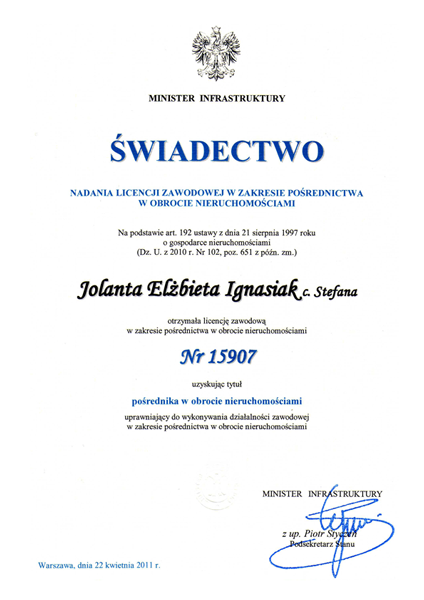 MINISTER INFRASTRUKTURY
ŚWIADECTWO
NADANIA LICENCJI ZAWODOWEJ W ZAKRESIE POŚREDNICTWA
W OBROCIE NIERUCHOMOŚCIAMI
Na podstawie art. 192 ustawy z dnia 21 sierpnia 1997 roku
o gospodarce nieruchomościami
(Dz. U. z 2010 r. Nr 102, poz. 651 z późn. zm.)
Jolanta Elżbieta Ignasiak c. Stefana
otrzymała licencję zawodową
w zakresie pośrednictwa w obrocie nieruchomościami
Nr 15907
uzyskując tytuł
pośrednika w obrocie nieruchomościami
uprawniający do wykonywania działalności zawodowej
w zakresie pośrednictwa w obrocie nieruchomościami
MINISTER INFRASTRUKTURY
z up. Piotr Styczeń
Podsekretarz Stanu
Warszawa, dnia 22 kwietnia 2011 r.